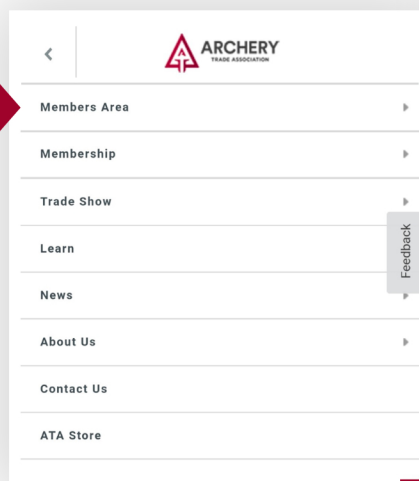 ARCHERY
TRADE ASSOCIATION
Members Area
Membership
Trade Show
Learn
Feedback
News
About Us
Contact Us
ATA Store